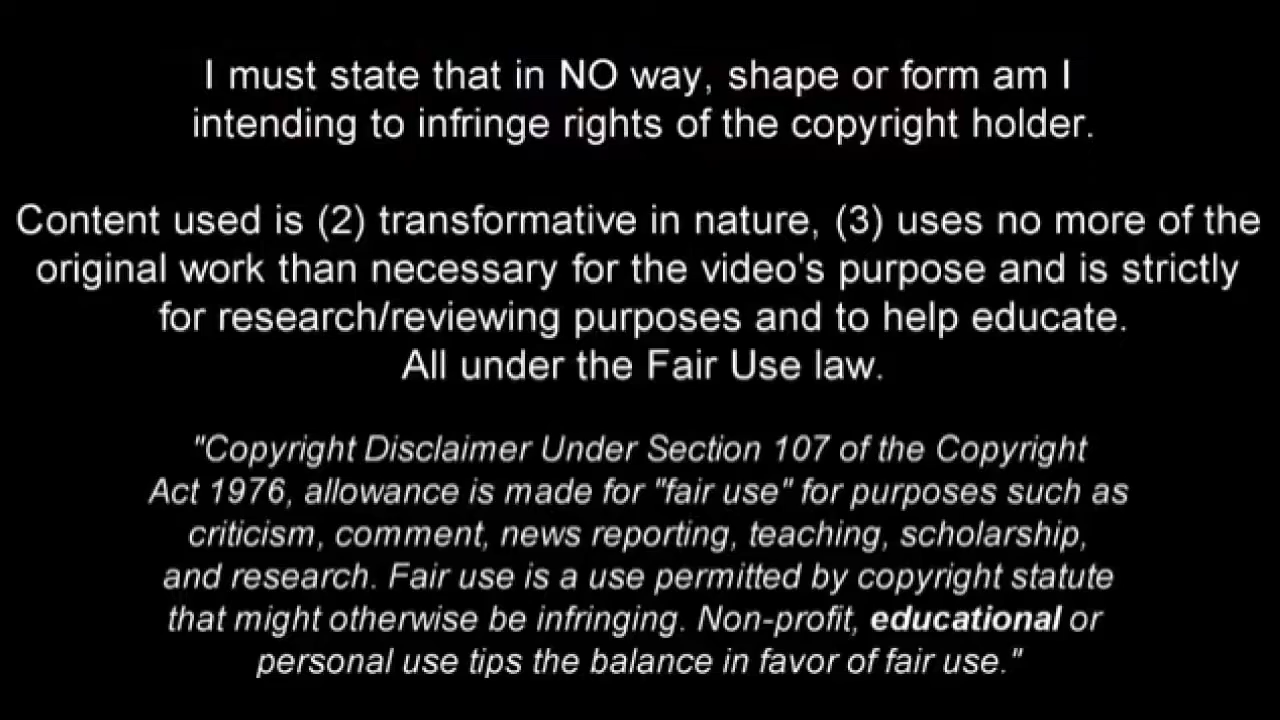 I must state that in NO way, shape or form am I
intending to infringe rights of the copyright holder.
Content used is (2) transformative in nature, (3) uses no more of the
original work than necessary for the video's purpose and is strictly
for research/reviewing purposes and to help educate.
All under the Fair Use law.
"Copyright Disclaimer Under Section 107 of the Copyright
Act 1976, allowance is made for "fair use" for purposes such as
criticism, comment, news reporting, teaching, scholarship,
and research. Fair use is a use permitted by copyright statute
that might otherwise be infringing. Non-profit, educational or
personal use tips the balance in favor of fair use."